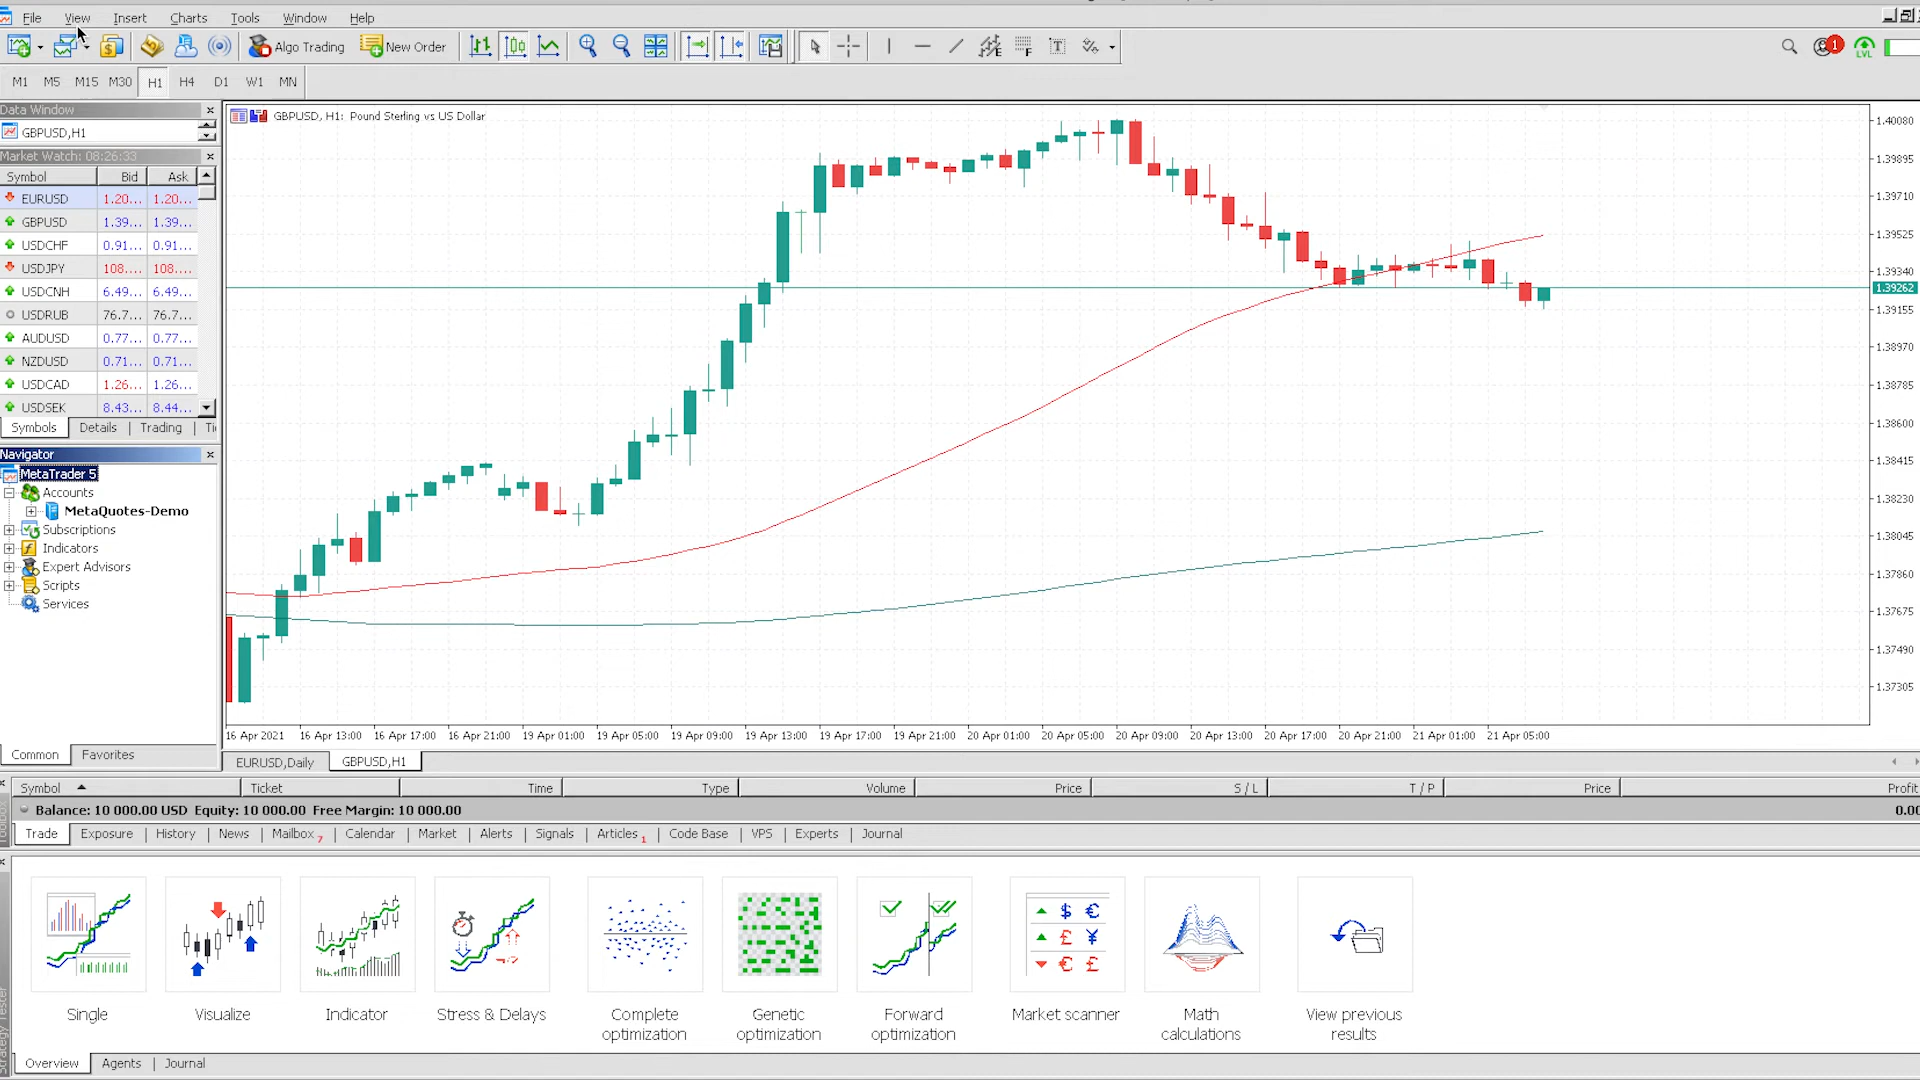 File View Insert Charts Tools Window Help
Algo Trading New Order
1
LVL
M1 M5 M15 M30 H1 H4 D1 W1 MN
Data Window
GBPUSD,H1
Market Watch: 08:26:33
Symbol Bid Ask
EURUSD 1.20... 1.20...
GBPUSD 1.39... 1.39...
USDCHF 0.91... 0.91...
USDJPY 108.... 108....
USDCNH 6.49... 6.49...
USDRUB 76.7... 76.7...
AUDUSD 0.77... 0.77...
NZDUSD 0.71... 0.71...
USDCAD 1.26... 1.26...
USDSEK 8.43... 8.44...
Symbols Details Trading
Navigator
MetaTrader 5
Accounts
MetaQuotes-Demo
Subscriptions
Indicators
Expert Advisors
Scripts
Services
Common Favorites
GBPUSD, H1: Pound Sterling vs US Dollar
1.40080
1.39895
1.39710
1.39525
1.39340
1.39262
1.39155
1.38970
1.38785
1.38600
1.38415
1.38230
1.38045
1.37860
1.37675
1.37490
1.37305
16 Apr 2021 16 Apr 13:00 16 Apr 17:00 16 Apr 21:00 19 Apr 01:00 19 Apr 05:00 19 Apr 09:00 19 Apr 13:00 19 Apr 17:00 19 Apr 21:00 20 Apr 01:00 20 Apr 05:00 20 Apr 09:00 20 Apr 13:00 20 Apr 17:00 20 Apr 21:00 21 Apr 01:00 21 Apr 05:00
EURUSD,Daily GBPUSD,H1
Symbol Ticket Time Type Volume Price S / L T / P Price Profit
Balance: 10 000.00 USD Equity: 10 000.00 Free Margin: 10 000.00 0.00
Trade Exposure History News Mailbox 7 Calendar Market Alerts Signals Articles 1 Code Base VPS Experts Journal
Toolbox
Single Visualize Indicator Stress & Delays Complete optimization Genetic optimization Forward optimization Market scanner Math calculations View previous results
Strategy Tester
Overview Agents Journal